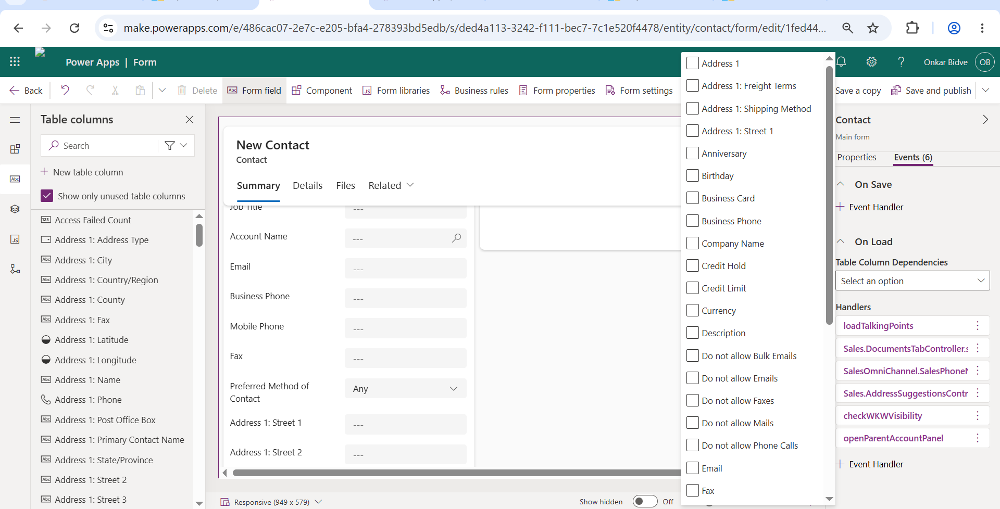 make.powerapps.com/e/486cac07-2e7c-e205-bfa4-278393bd5edb/s/ded4a113-3242-f111-bec7-7c1e520f4478/entity/contact/form/edit/1fed44...
Power Apps | Form
Onkar Bidve
OB
Back
Delete
Form field
Component
Form libraries
Business rules
Form properties
Form settings
Save a copy
Save and publish
Table columns
Search
New table column
Show only unused table columns
Access Failed Count
Address 1: Address Type
Address 1: City
Address 1: Country/Region
Address 1: County
Address 1: Fax
Address 1: Latitude
Address 1: Longitude
Address 1: Name
Address 1: Phone
Address 1: Post Office Box
Address 1: Primary Contact Name
Address 1: State/Province
Address 1: Street 2
Address 1: Street 3
New Contact
Contact
Summary
Details
Files
Related
Job Title
---
Account Name
---
Email
---
Business Phone
---
Mobile Phone
---
Fax
---
Preferred Method of
Contact
Any
Address 1: Street 1
---
Address 1: Street 2
---
Responsive (949 x 579)
Show hidden
Off
Address 1
Address 1: Freight Terms
Address 1: Shipping Method
Address 1: Street 1
Anniversary
Birthday
Business Card
Business Phone
Company Name
Credit Hold
Credit Limit
Currency
Description
Do not allow Bulk Emails
Do not allow Emails
Do not allow Faxes
Do not allow Mails
Do not allow Phone Calls
Email
Fax
Contact
Main form
Properties
Events (6)
On Save
Event Handler
On Load
Table Column Dependencies
Select an option
Handlers
loadTalkingPoints
Sales.DocumentsTabController.s
SalesOmniChannel.SalesPhoneN
Sales.AddressSuggestionsContr
checkWKWVisibility
openParentAccountPanel
Event Handler